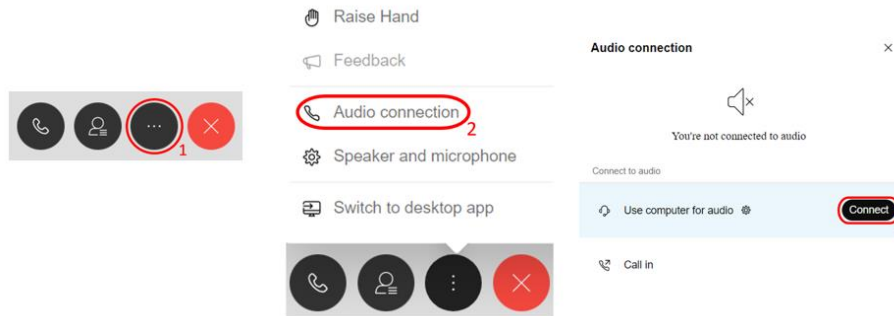 1
Raise Hand
Feedback
Audio connection
2
Speaker and microphone
Switch to desktop app
Audio connection
You're not connected to audio
Connect to audio
Use computer for audio
Connect
Call in